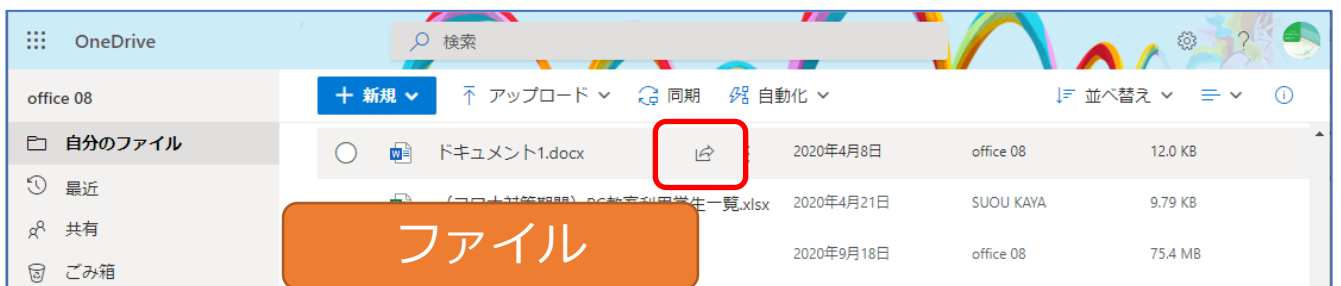 OneDrive
検索
office 08
新規
アップロード
同期
自動化
並べ替え
自分のファイル
ドキュメント1.docx
2020年4月8日
office 08
12.0 KB
最近
生一覧.xlsx
2020年4月21日
SUOU KAYA
9.79 KB
共有
ファイル
2020年9月18日
office 08
75.4 MB
ごみ箱